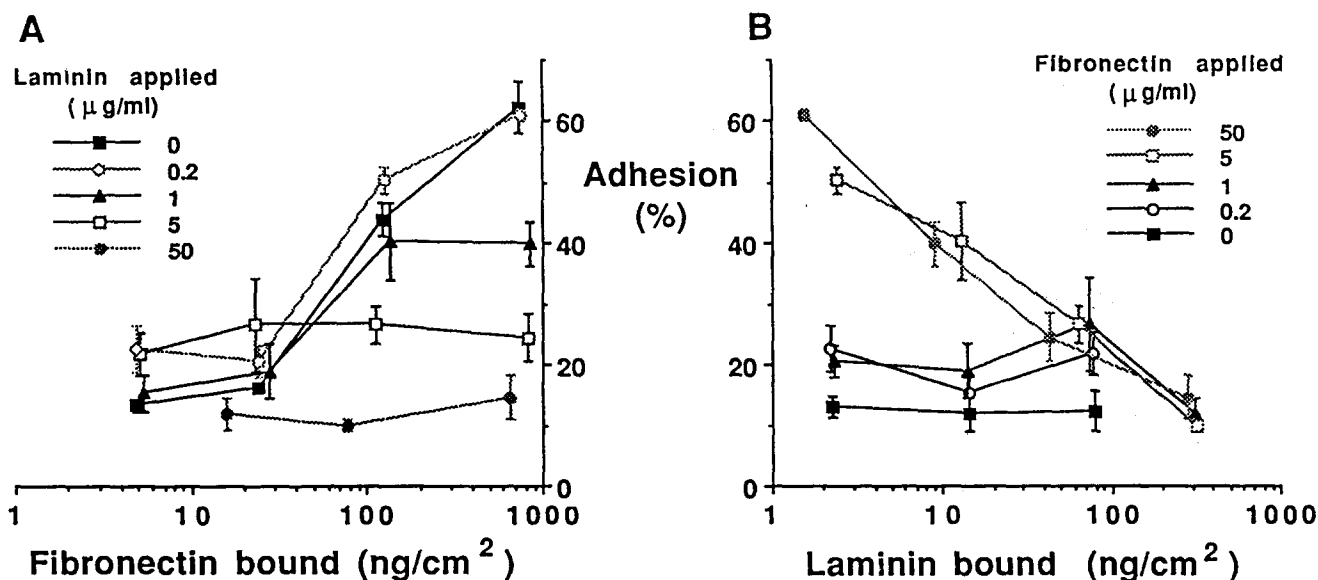 A
Laminin applied
( μ g/ml)
0
0.2
1
5
50
60
40
20
0
1 10 100 1000
Fibronectin bound (ng/cm²)
Adhesion
(%)
B
Fibronectin applied
(μ g/ml)
50
5
1
0.2
0
60
40
20
0
1 10 100 1000
Laminin bound (ng/cm²)